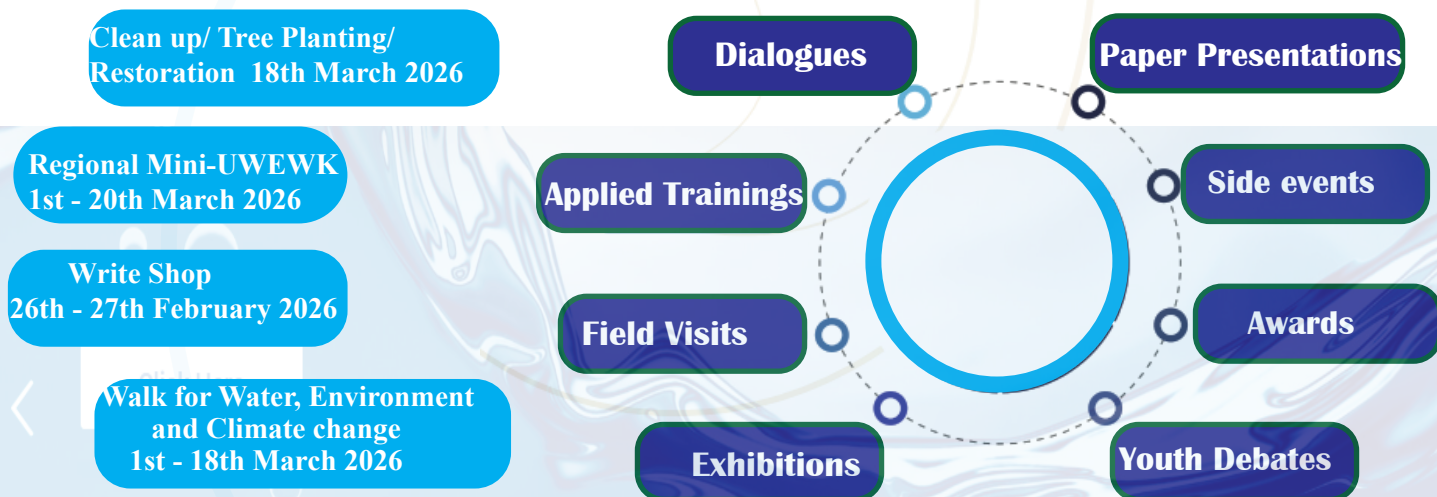 Clean up/ Tree Planting/
Restoration 18th March 2026
Regional Mini-UWEWK
1st - 20th March 2026
Write Shop
26th - 27th February 2026
Walk for Water, Environment
and Climate change
1st - 18th March 2026
Dialogues
Paper Presentations
Applied Trainings
Side events
Field Visits
Awards
Exhibitions
Youth Debates